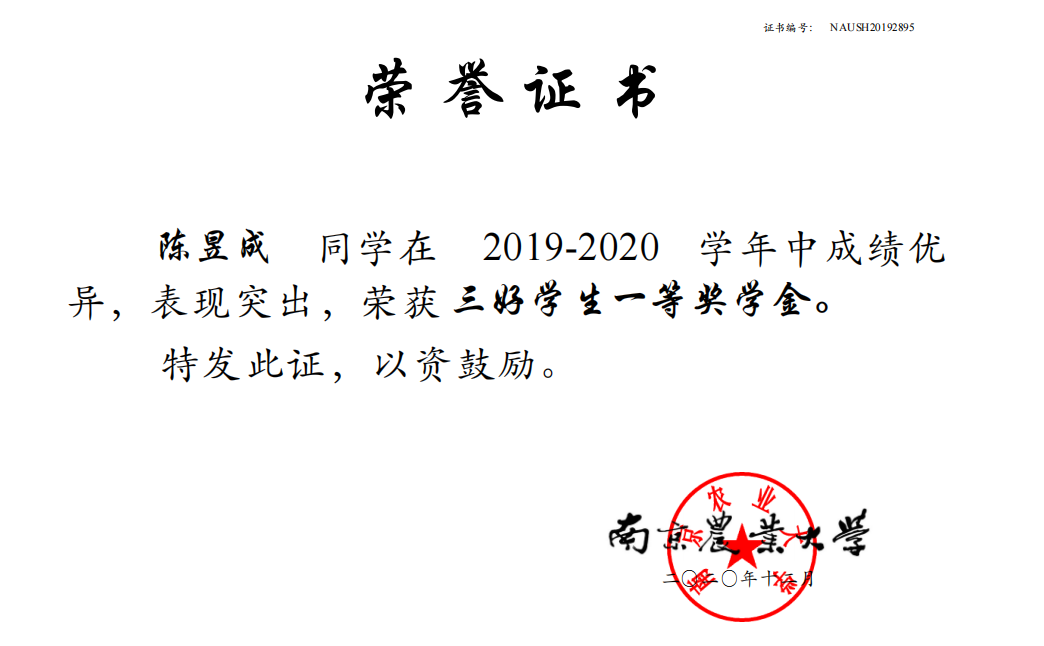 证书编号： NAUSH20192895
荣誉证书
陈昱成 同学在 2019-2020 学年中成绩优
异，表现突出，荣获三好学生一等奖学金。
特发此证，以资鼓励。
南京農業大学
南京农业大学
二〇二〇年十二月